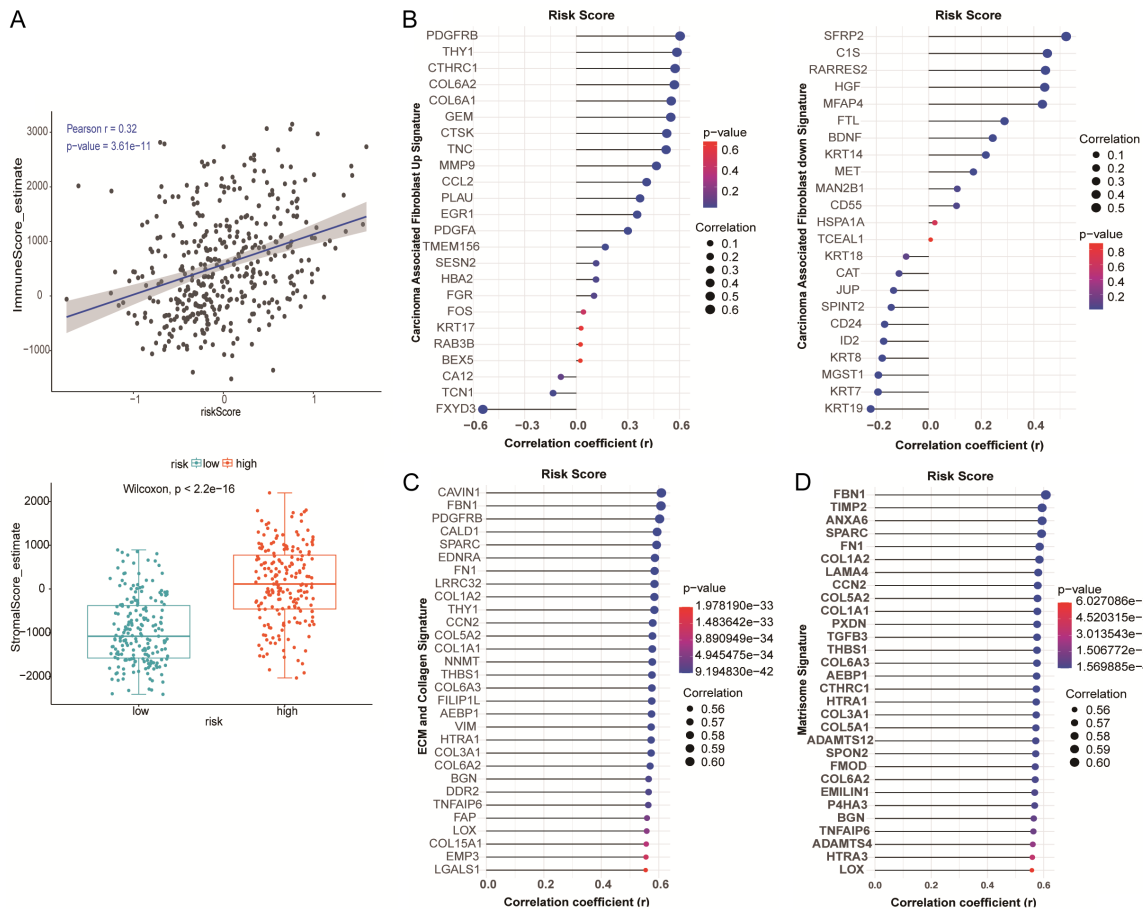 A
Pearson r = 0.32
p-value = 3.61e-11
ImmuneScore_estimate
3000
2000
1000
0
-1000
-1
0
1
riskScore
risk low high
Wilcoxon, p < 2.2e-16
StromalScore_estimate
2000
1000
0
-1000
-2000
low
high
risk
B
Risk Score
Carcinoma Associated Fibroblast Up Signature
PDGFRB
THY1
CTHRC1
COL6A2
COL6A1
GEM
CTSK
TNC
MMP9
CCL2
PLAU
EGR1
PDGFA
TMEM156
SESN2
HBA2
FGR
FOS
KRT17
RAB3B
BEX5
CA12
TCN1
FXYD3
-0.6
-0.3
0.0
0.3
0.6
Correlation coefficient (r)
p-value
0.6
0.4
0.2
Correlation
0.1
0.2
0.3
0.4
0.5
0.6
Risk Score
Carcinoma Associated Fibroblast down Signature
SFRP2
C1S
RARRES2
HGF
MFAP4
FTL
BDNF
KRT14
MET
MAN2B1
CD55
HSPA1A
TCEAL1
KRT18
CAT
JUP
SPINT2
CD24
ID2
KRT8
MGST1
KRT7
KRT19
-0.2
0.0
0.2
0.4
Correlation coefficient (r)
Correlation
0.1
0.2
0.3
0.4
0.5
p-value
0.8
0.6
0.4
0.2
C
Risk Score
ECM and Collagen Signature
CAVIN1
FBN1
PDGFRB
CALD1
SPARC
EDNRA
FN1
LRRC32
COL1A2
THY1
CCN2
COL5A2
COL1A1
NNMT
THBS1
COL6A3
FILIP1L
AEBP1
VIM
HTRA1
COL3A1
COL6A2
BGN
DDR2
TNFAIP6
FAP
LOX
COL15A1
EMP3
LGALS1
0.0
0.2
0.4
0.6
Correlation coefficient (r)
p-value
1.978190e-33
1.483642e-33
9.890949e-34
4.945475e-34
9.194830e-42
Correlation
0.56
0.57
0.58
0.59
0.60
D
Risk Score
Matrisome Signature
FBN1
TIMP2
ANXA6
SPARC
FN1
COL1A2
LAMA4
CCN2
COL5A2
COL1A1
PXDN
TGFB3
THBS1
COL6A3
AEBP1
CTHRC1
HTRA1
COL3A1
COL5A1
ADAMTS12
SPON2
FMOD
COL6A2
EMILIN1
P4HA3
BGN
TNFAIP6
ADAMTS4
HTRA3
LOX
0.0
0.2
0.4
0.6
Correlation coefficient (r)
p-value
6.027086e-
4.520315e-
3.013543e-
1.506772e-
1.569885e-
Correlation
0.56
0.57
0.58
0.59
0.60